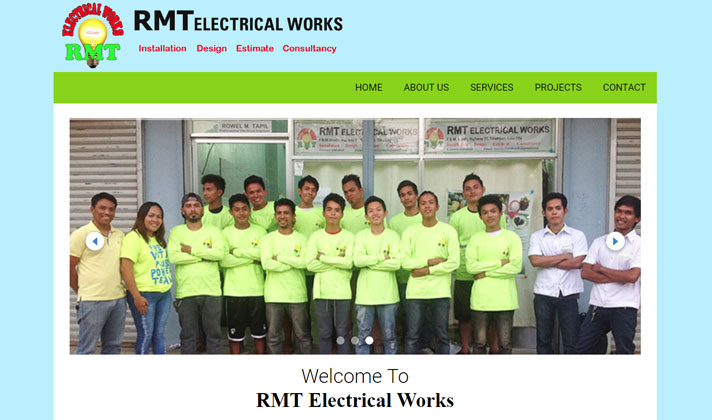 ELECTRICAL WORKS
RMT
RMT ELECTRICAL WORKS
Installation Design Estimate Consultancy
HOME ABOUT US SERVICES PROJECTS CONTACT
ROWEL M. TAPIL
RMT ELECTRICAL WORKS
RMT ELECTRICAL WORKS
Welcome To
RMT Electrical Works